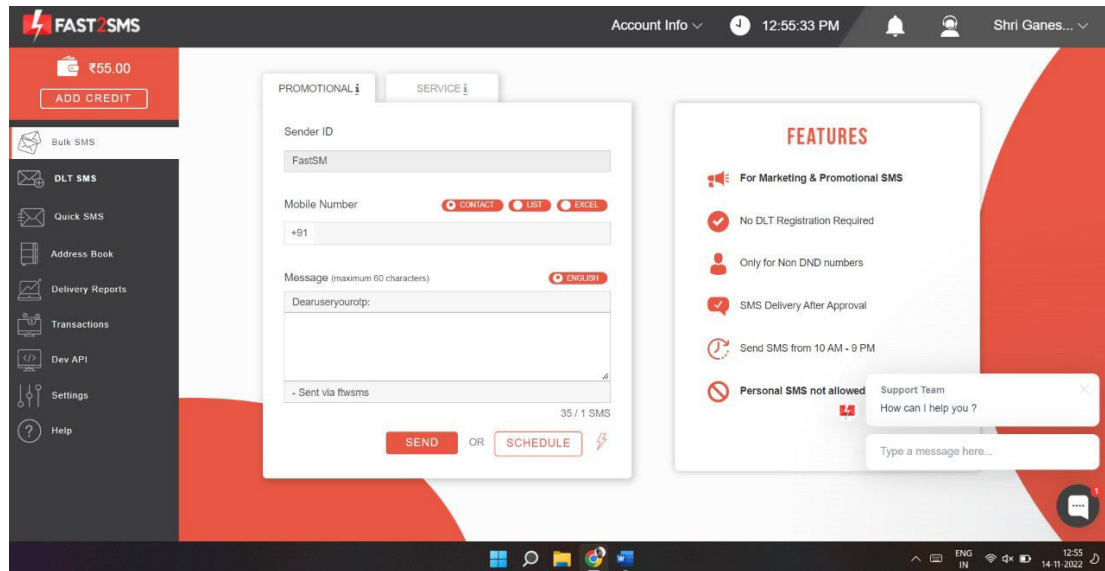 FAST2SMS
Account Info
12:55:33 PM
Shri Ganes...
₹55.00
ADD CREDIT
Bulk SMS
DLT SMS
Quick SMS
Address Book
Delivery Reports
Transactions
Dev API
Settings
Help
PROMOTIONAL i
SERVICE i
Sender ID
FastSM
Mobile Number
CONTACT LIST EXCEL
+91
Message (maximum 60 characters)
ENGLISH
Dearuseryourotp:
- Sent via ftwsms
35 / 1 SMS
SEND OR SCHEDULE
FEATURES
For Marketing & Promotional SMS
No DLT Registration Required
Only for Non DND numbers
SMS Delivery After Approval
Send SMS from 10 AM - 9 PM
Personal SMS not allowed
Support Team
How can I help you ?
Type a message here...
1
ENG
IN
12:55
14-11-2022